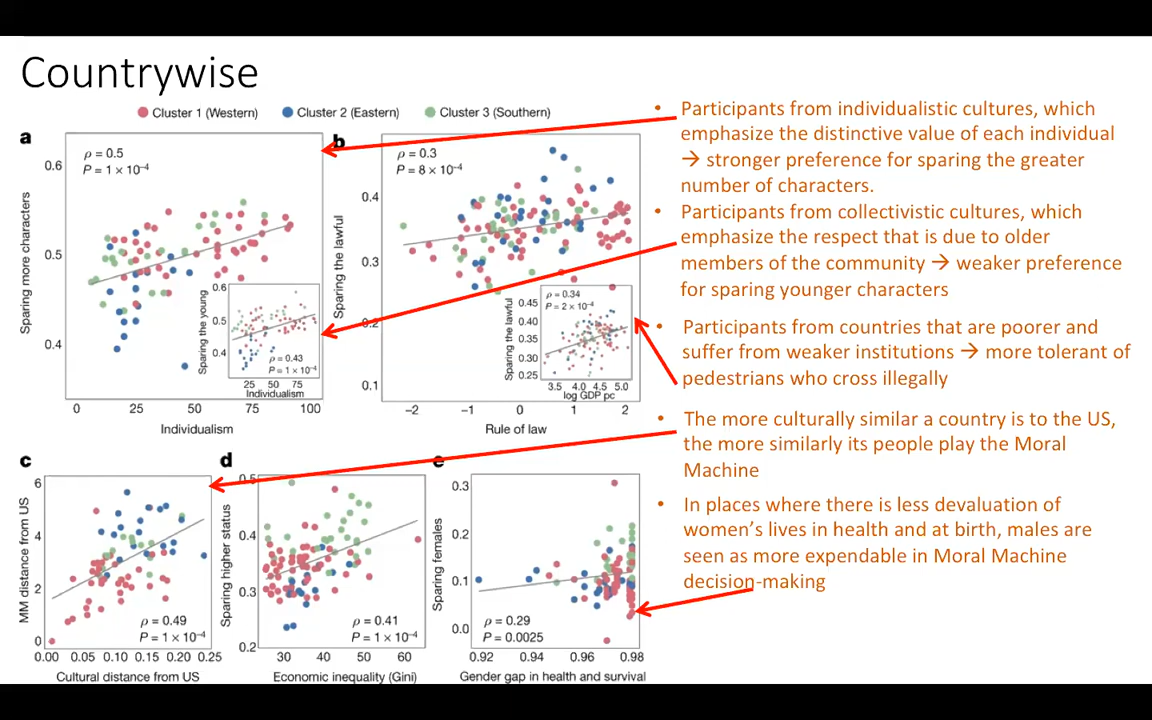 Countrywise
Cluster 1 (Western) Cluster 2 (Eastern) Cluster 3 (Southern)
a
ρ = 0.5
P = 1 × 10⁻⁴
Sparing more characters
0.6
0.5
0.4
0 25 50 75 100
Individualism
Sparing the young
0.6
0.5
0.4
ρ = 0.43
P = 1 × 10⁻⁴
25 50 75
Individualism
b
ρ = 0.3
P = 8 × 10⁻⁴
Sparing the lawful
0.4
0.3
0.2
0.1
−2 −1 0 1 2
Rule of law
Sparing the lawful
ρ = 0.34
P = 2 × 10⁻⁴
0.45
0.40
0.35
0.30
0.25
3.5 4.0 4.5 5.0
log GDP pc
c
MM distance from US
6
4
2
0
ρ = 0.49
P = 1 × 10⁻⁴
0.00 0.05 0.10 0.15 0.20 0.25
Cultural distance from US
d
Sparing higher status
0.5
0.4
0.3
0.2
ρ = 0.41
P = 1 × 10⁻⁴
30 40 50 60
Economic inequality (Gini)
e
Sparing females
0.3
0.2
0.1
0.0
ρ = 0.29
P = 0.0025
0.92 0.94 0.96 0.98
Gender gap in health and survival
• Participants from individualistic cultures, which
emphasize the distinctive value of each individual
→ stronger preference for sparing the greater
number of characters.
• Participants from collectivistic cultures, which
emphasize the respect that is due to older
members of the community → weaker preference
for sparing younger characters
• Participants from countries that are poorer and
suffer from weaker institutions → more tolerant of
pedestrians who cross illegally
• The more culturally similar a country is to the US,
the more similarly its people play the Moral
Machine
• In places where there is less devaluation of
women’s lives in health and at birth, males are
seen as more expendable in Moral Machine
decision-making